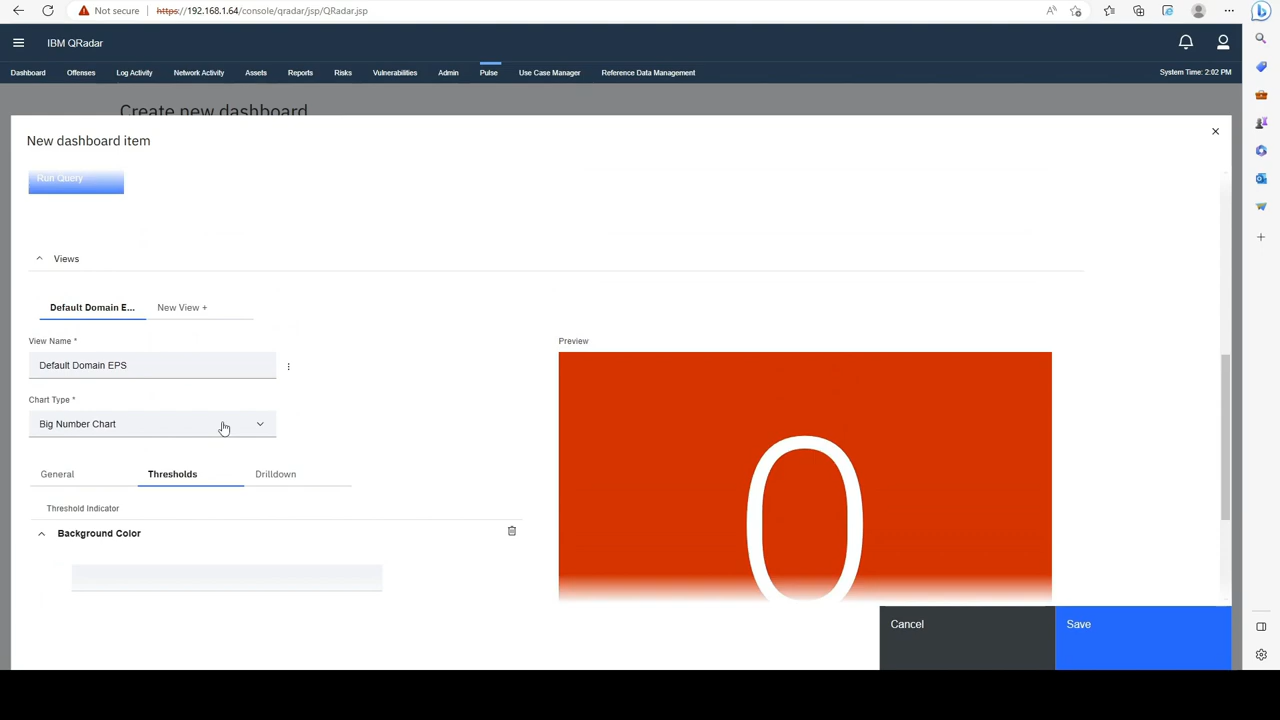 Not secure
https://192.168.1.64/console/qradar/jsp/QRadar.jsp
IBM QRadar
Dashboard Offenses Log Activity Network Activity Assets Reports Risks Vulnerabilities Admin Pulse Use Case Manager Reference Data Management System Time: 2:02 PM
Create new dashboard
New dashboard item
Run Query
Views
Default Domain E... New View +
View Name *
Preview
Default Domain EPS
Chart Type *
Big Number Chart
General Thresholds Drilldown
Threshold Indicator
Background Color
0
Cancel Save